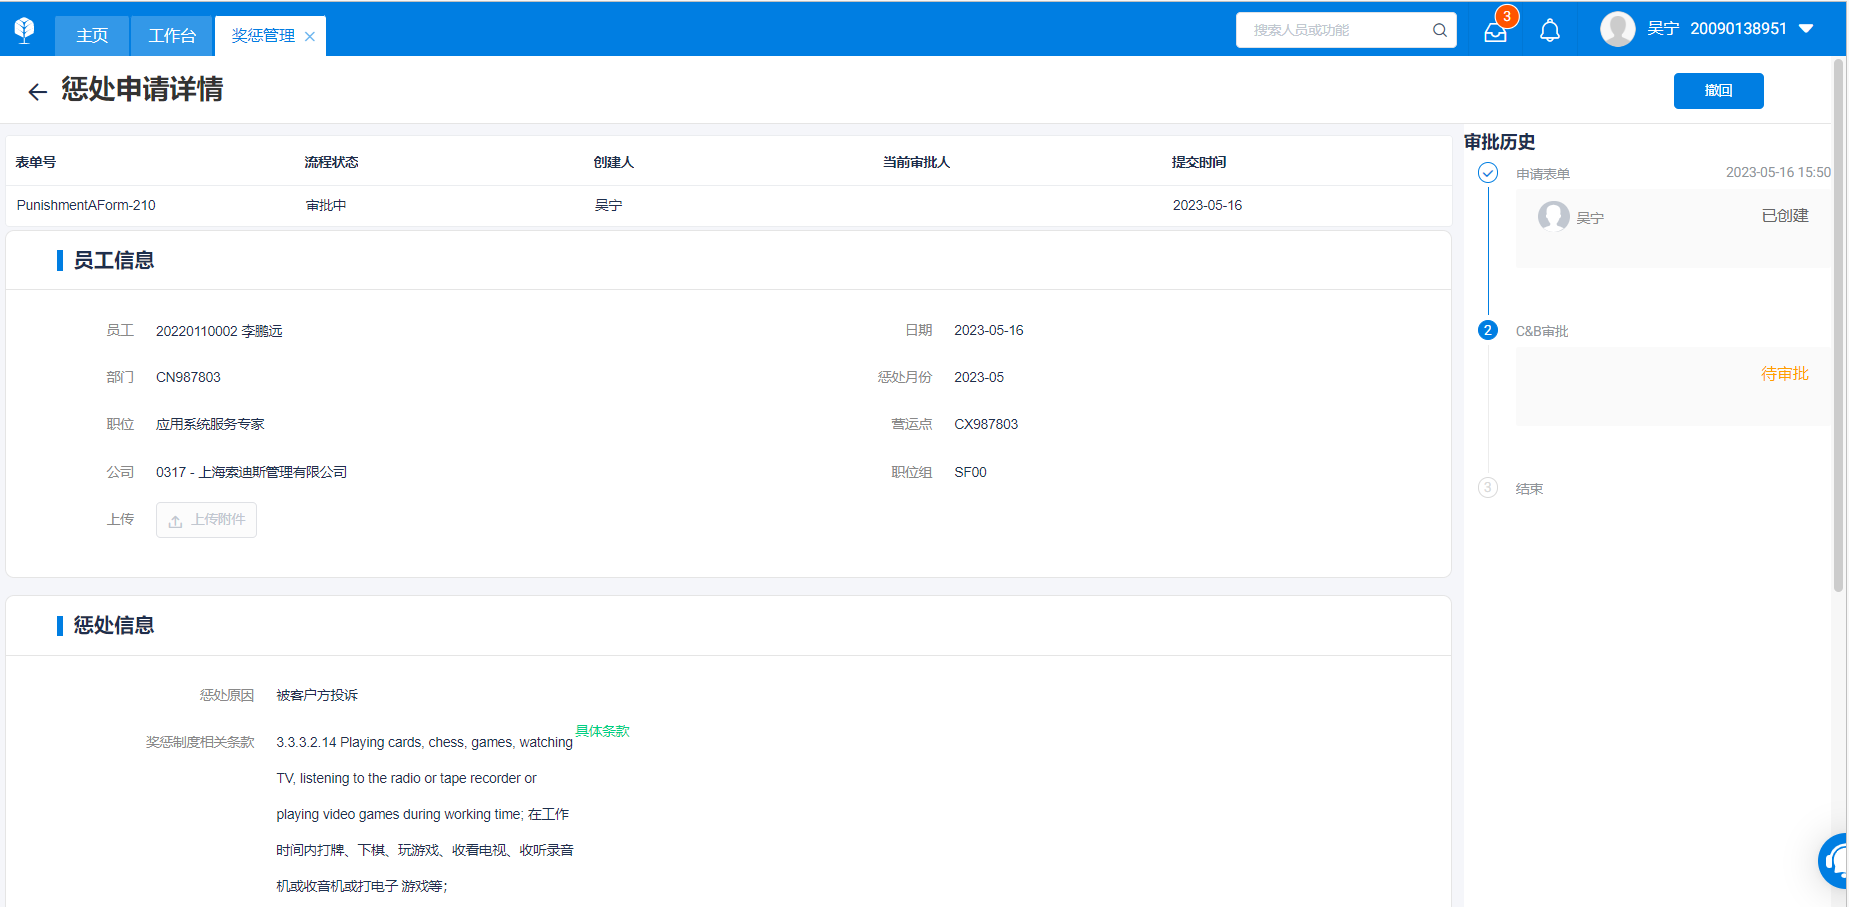 主页 工作台 奖惩管理 搜索人员或功能 3 吴宁 20090138951
惩处申请详情 撤回
表单号 流程状态 创建人 当前审批人 提交时间
PunishmentAForm-210 审批中 吴宁 2023-05-16
员工信息
员工 20220110002 李鹏远 日期 2023-05-16
部门 CN987803 惩处月份 2023-05
职位 应用系统服务专家 营运点 CX987803
公司 0317 - 上海索迪斯管理有限公司 职位组 SF00
上传 上传附件
惩处信息
惩处原因 被客户方投诉
奖惩制度相关条款 3.3.3.2.14 Playing cards, chess, games, watching 具体条款
TV, listening to the radio or tape recorder or
playing video games during working time; 在工作
时间内打牌、下棋、玩游戏、收看电视、收听录音
机或收音机或打电子 游戏等;
审批历史
申请表单 2023-05-16 15:50
吴宁 已创建
2 C&B审批
待审批
3 结束